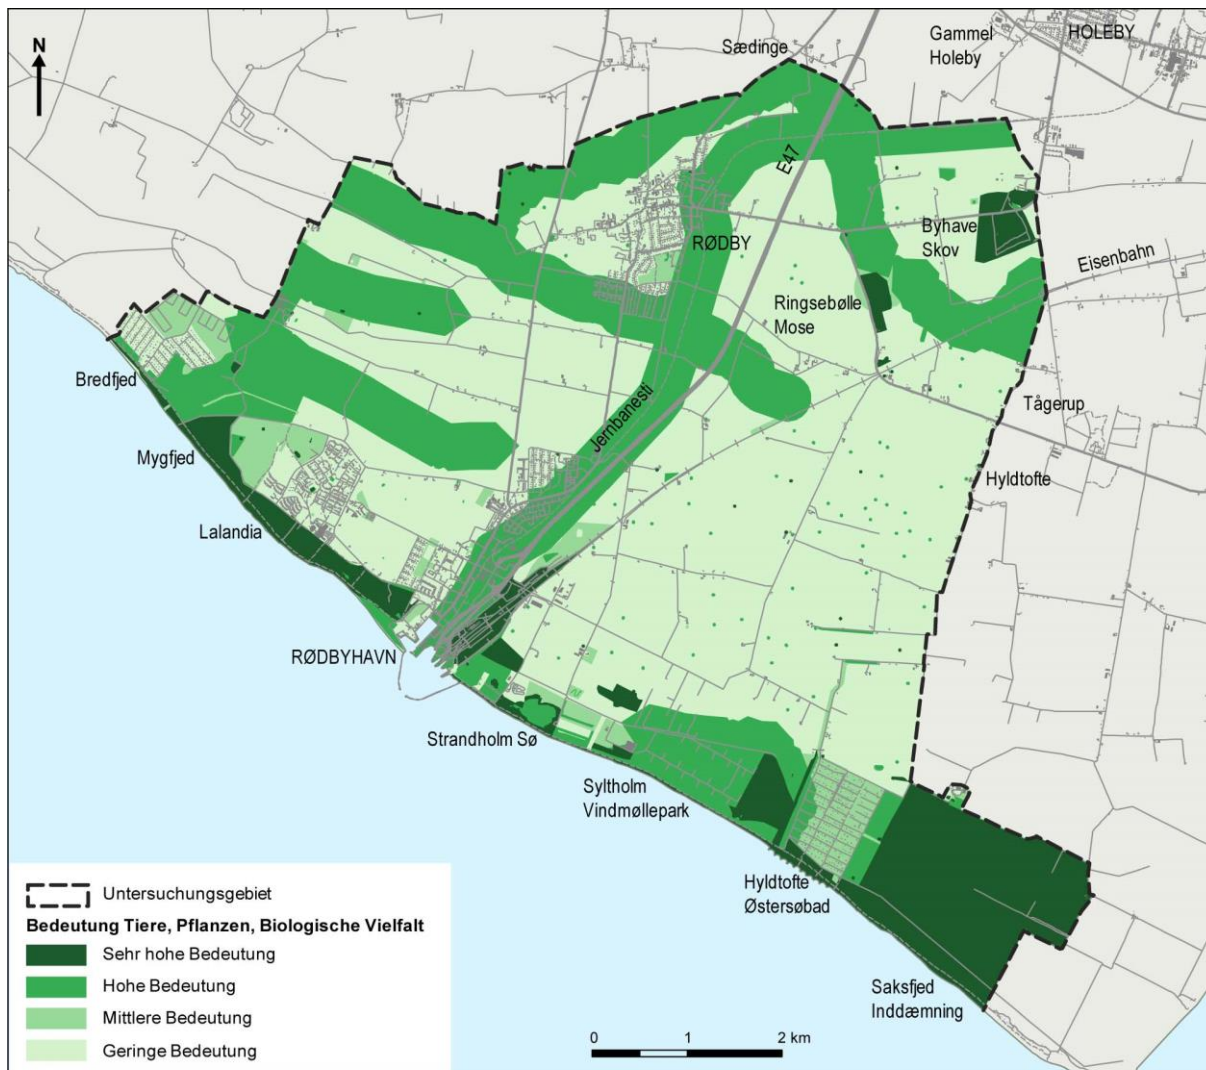 N
Sædinge
Gammel
Holeby
HOLEBY
E47
Byhave
Skov
RØDBY
Eisenbahn
Ringsebølle
Mose
Bredfjed
Jernbanesti
Tågerup
Mygfjed
Hyldtofte
Lalandia
RØDBYHAVN
Strandholm Sø
Syltholm
Vindmøllepark
Hyldtofte
Østersøbad
Saksfjed
Inddæmning
Untersuchungsgebiet
Bedeutung Tiere, Pflanzen, Biologische Vielfalt
Sehr hohe Bedeutung
Hohe Bedeutung
Mittlere Bedeutung
Geringe Bedeutung
0 1 2 km